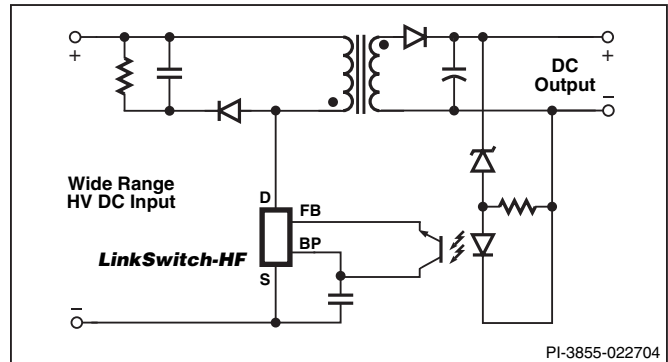 +
+
DC
Output
Wide Range
HV DC Input
D
FB
BP
LinkSwitch-HF
S
PI-3855-022704